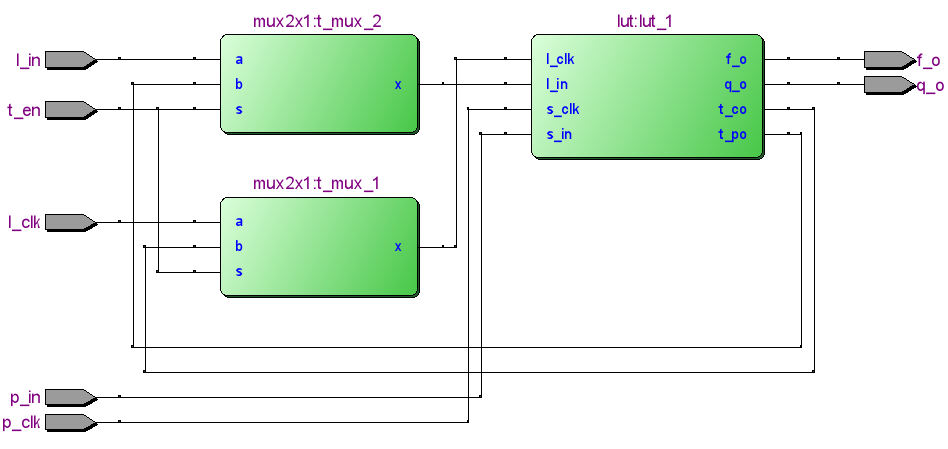 mux2x1:t_mux_2
lut:lut_1
l_in
a
l_clk
f_o
f_o
b
x
l_in
q_o
q_o
t_en
s
s_clk
t_co
s_in
t_po
mux2x1:t_mux_1
l_clk
a
b
x
s
p_in
p_clk